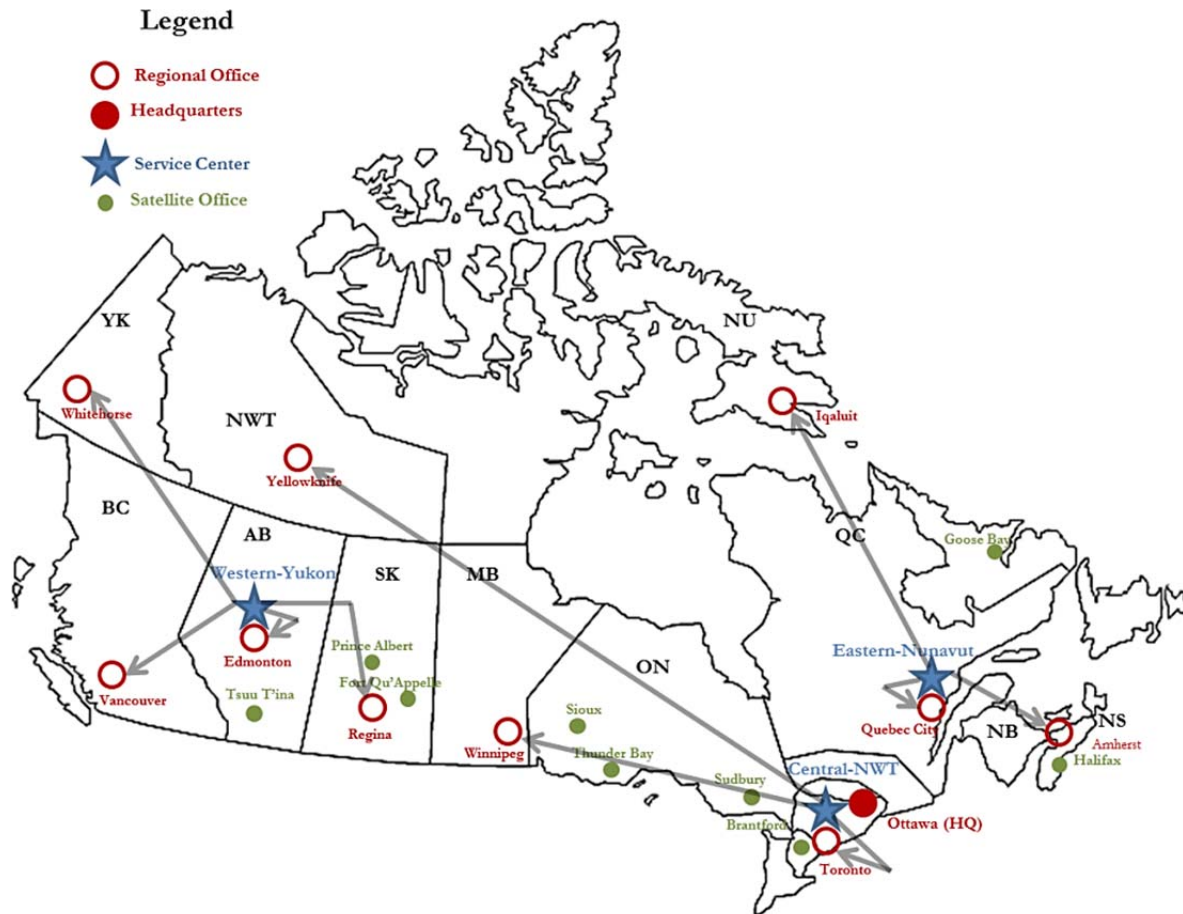 Legend
Regional Office
Headquarters
Service Center
Satellite Office
YK
NU
Whitehorse
Iqaluit
NWT
Yellowknife
BC
AB
QC
Goose Bay
Western-Yukon
SK
MB
Prince Albert
Eastern-Nunavut
Edmonton
ON
Fort Qu'Appelle
Tsuu T'ina
Vancouver
Sioux
Regina
Quebec City
NS
NB
Amherst
Winnipeg
Thunder Bay
Halifax
Central-NWT
Sudbury
Brantford
Ottawa (HQ)
Toronto